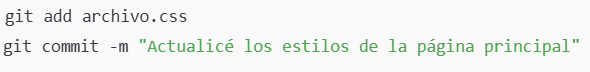 git add archivo.css
git commit -m "Actualicé los estilos de la página principal"